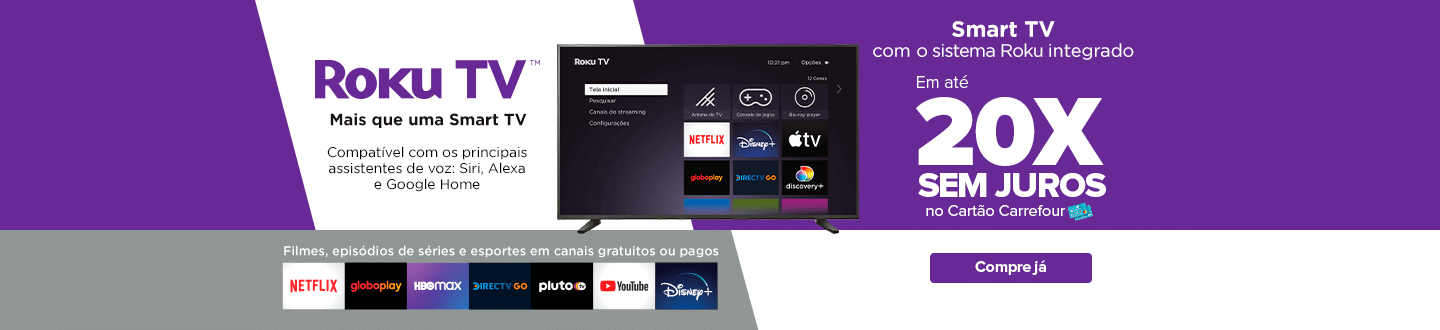 Roku TV™
Mais que uma Smart TV
Compatível com os principais
assistentes de voz: Siri, Alexa
e Google Home
Roku TV
10:21 pm
Opções
12 Canais
Tela inicial
Pesquisar
Canais de streaming
Configurações
Antena de TV
Console de jogos
Blu-ray player
NETFLIX
Disney+
tv
globoplay
DIRECTV GO
discovery+
Smart TV
com o sistema Roku integrado
Em até
20X
SEM JUROS
no Cartão Carrefour
Compre já
Filmes, episódios de séries e esportes em canais gratuitos ou pagos
NETFLIX
globoplay
HBOmax
DIRECTV GO
pluto tv
YouTube
Disney+